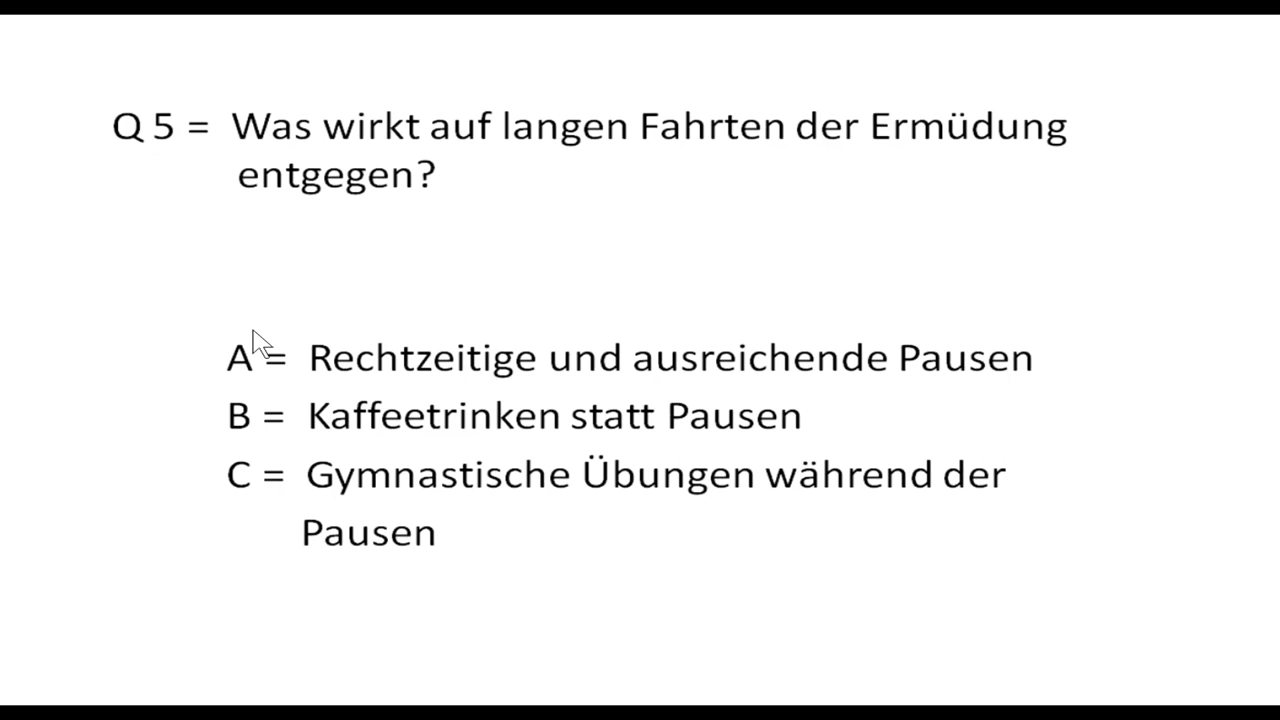 Q 5 = Was wirkt auf langen Fahrten der Ermüdung
entgegen?
A = Rechtzeitige und ausreichende Pausen
B = Kaffeetrinken statt Pausen
C = Gymnastische Übungen während der
Pausen